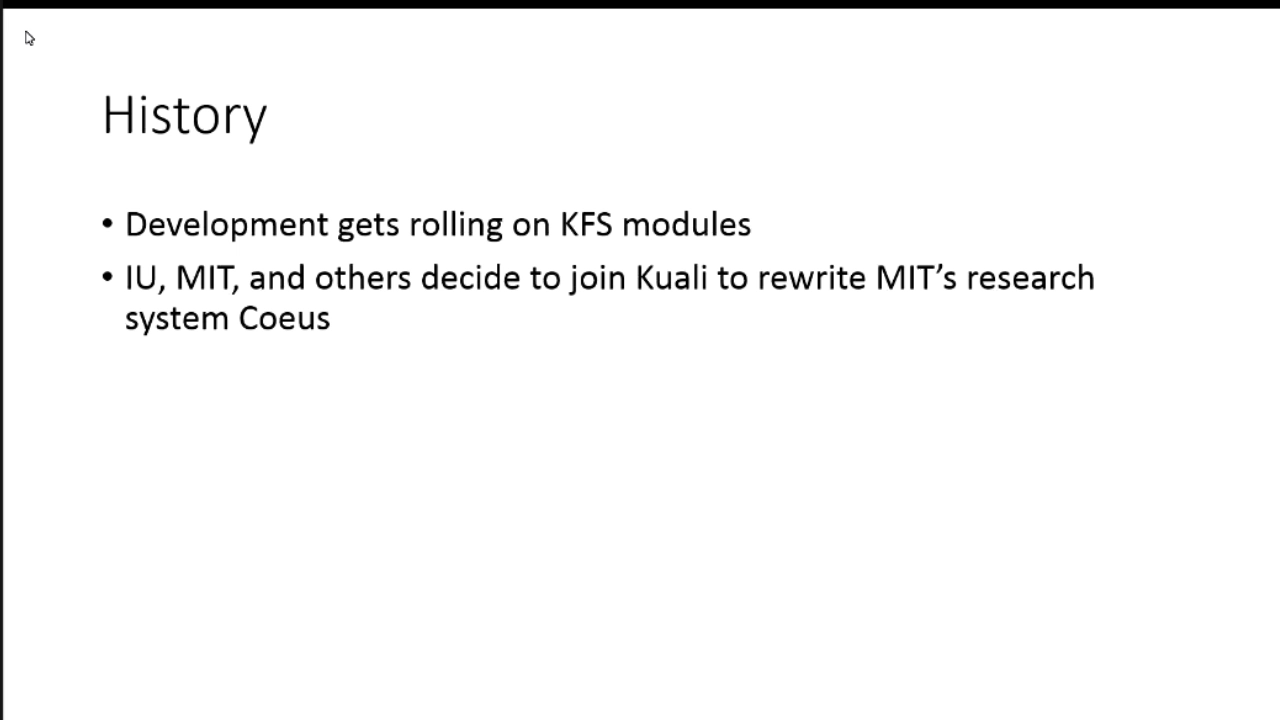 History
• Development gets rolling on KFS modules
• IU, MIT, and others decide to join Kuali to rewrite MIT’s research
system Coeus